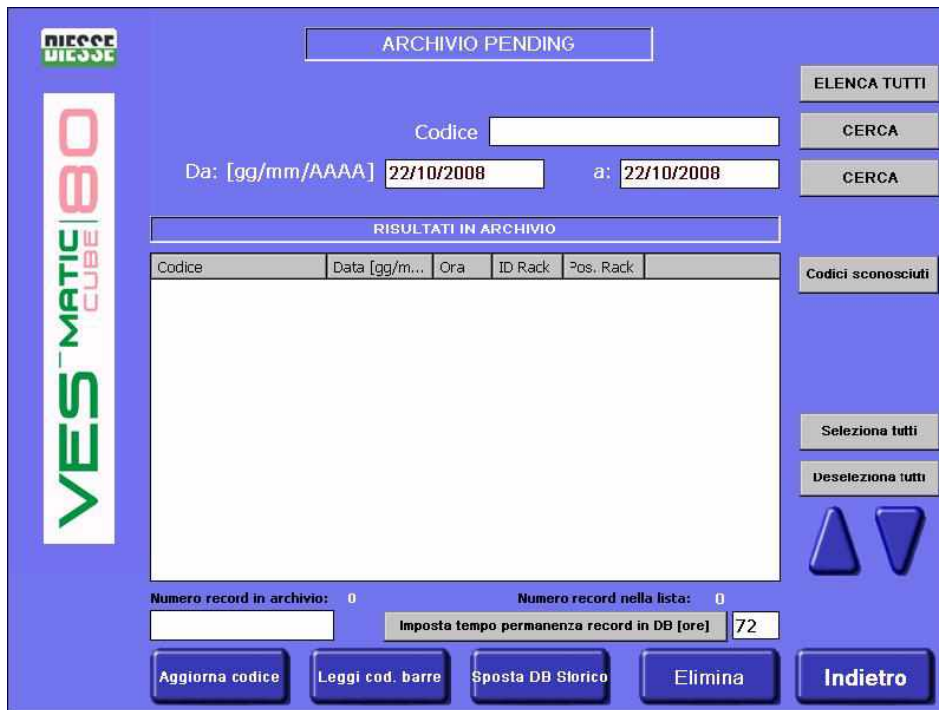 DIESSE
ARCHIVIO PENDING
ELENCA TUTTI
Codice
CERCA
Da: [gg/mm/AAAA] 22/10/2008 a: 22/10/2008
CERCA
VES MATIC CUBE 80
RISULTATI IN ARCHIVIO
Codice Data [gg/m... Ora ID Rack Pos. Rack
Codici sconosciuti
Seleziona tutti
Deseleziona tutti
Numero record in archivio: 0 Numero record nella lista: 0
Imposta tempo permanenza record in DB [ore] 72
Aggiorna codice Leggi cod. barre Sposta DB Storico Elimina Indietro